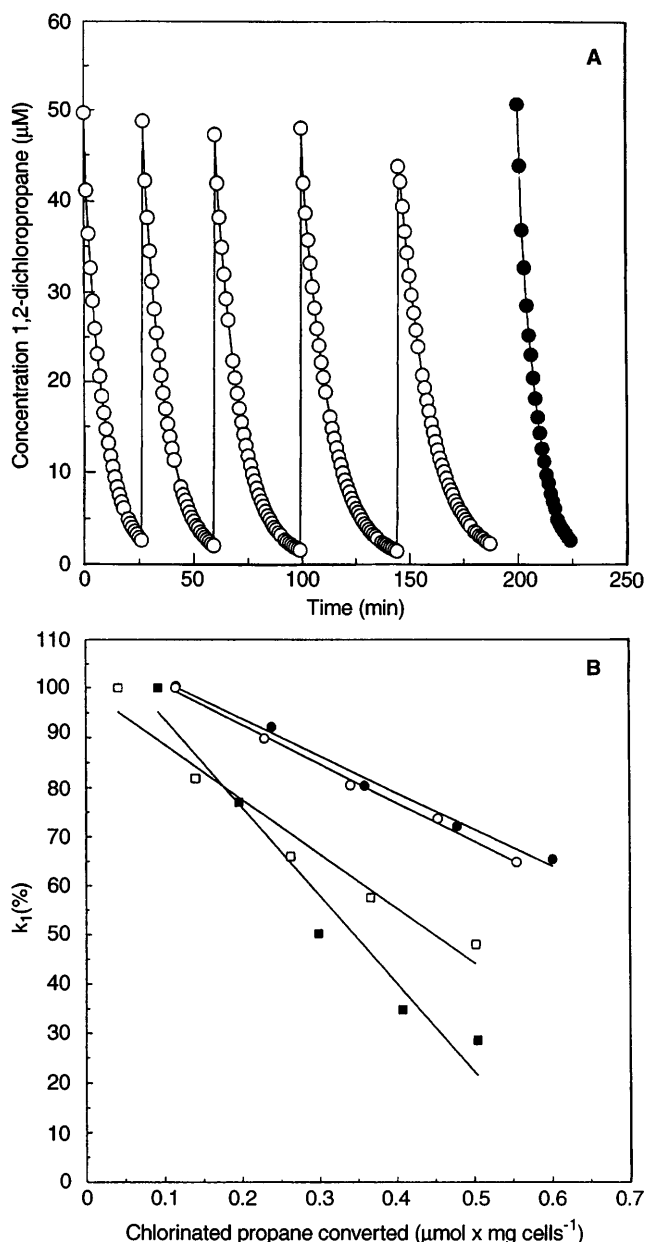 A
Concentration 1,2-dichloropropane (µM)
60
50
40
30
20
10
0
0 50 100 150 200 250
Time (min)
B
k₁(%)
110
100
90
80
70
60
50
40
30
20
10
0
0 0.1 0.2 0.3 0.4 0.5 0.6 0.7
Chlorinated propane converted (µmol x mg cells⁻¹)